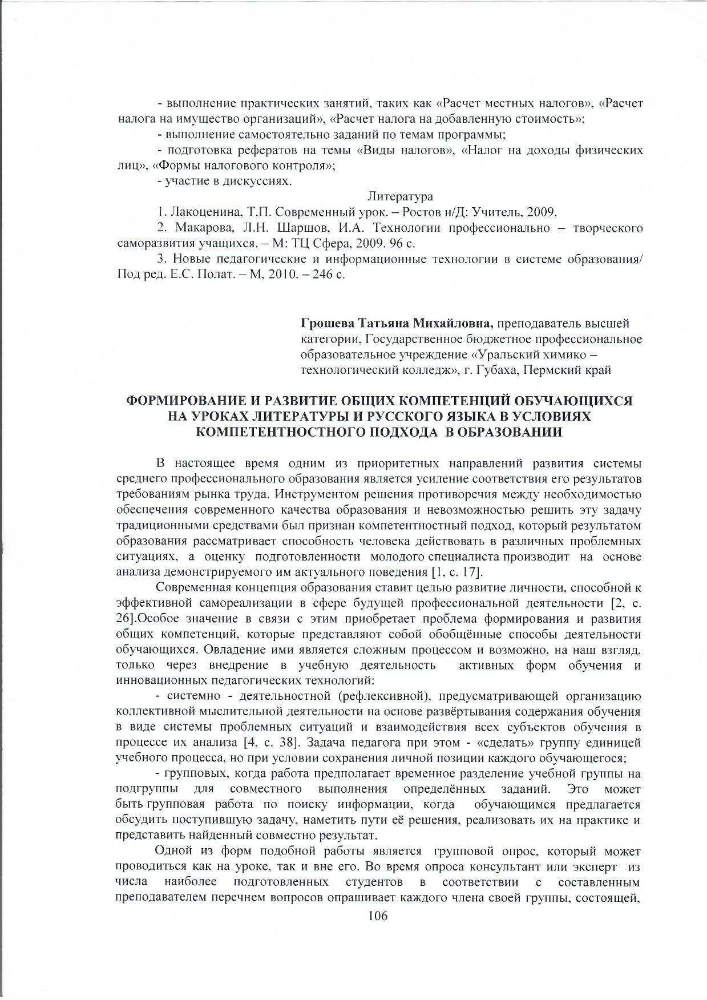 - выполнение практических занятий, таких как «Расчет местных налогов», «Расчет
налога на имущество организаций», «Расчет налога на добавленную стоимость»;
- выполнение самостоятельно заданий по темам программы;
- подготовка рефератов на темы «Виды налогов», «Налог на доходы физических
лиц», «Формы налогового контроля»;
- участие в дискуссиях.
Литература
1. Лакоценина, Т.П. Современный урок. – Ростов н/Д: Учитель, 2009.
2. Макарова, Л.Н. Шаршов, И.А. Технологии профессионально – творческого
саморазвития учащихся. – М: ТЦ Сфера, 2009. 96 с.
3. Новые педагогические и информационные технологии в системе образования/
Под ред. Е.С. Полат. – М, 2010. – 246 с.
Грошева Татьяна Михайловна, преподаватель высшей
категории, Государственное бюджетное профессиональное
образовательное учреждение «Уральский химико –
технологический колледж», г. Губаха, Пермский край
ФОРМИРОВАНИЕ И РАЗВИТИЕ ОБЩИХ КОМПЕТЕНЦИЙ ОБУЧАЮЩИХСЯ
НА УРОКАХ ЛИТЕРАТУРЫ И РУССКОГО ЯЗЫКА В УСЛОВИЯХ
КОМПЕТЕНТНОСТНОГО ПОДХОДА В ОБРАЗОВАНИИ
В настоящее время одним из приоритетных направлений развития системы
среднего профессионального образования является усиление соответствия его результатов
требованиям рынка труда. Инструментом решения противоречия между необходимостью
обеспечения современного качества образования и невозможностью решить эту задачу
традиционными средствами был признан компетентностный подход, который результатом
образования рассматривает способность человека действовать в различных проблемных
ситуациях, а оценку подготовленности молодого специалиста производит на основе
анализа демонстрируемого им актуального поведения [1, с. 17].
Современная концепция образования ставит целью развитие личности, способной к
эффективной самореализации в сфере будущей профессиональной деятельности [2, с.
26].Особое значение в связи с этим приобретает проблема формирования и развития
общих компетенций, которые представляют собой обобщённые способы деятельности
обучающихся. Овладение ими является сложным процессом и возможно, на наш взгляд,
только через внедрение в учебную деятельность активных форм обучения и
инновационных педагогических технологий:
- системно - деятельностной (рефлексивной), предусматривающей организацию
коллективной мыслительной деятельности на основе развёртывания содержания обучения
в виде системы проблемных ситуаций и взаимодействия всех субъектов обучения в
процессе их анализа [4, с. 38]. Задача педагога при этом - «сделать» группу единицей
учебного процесса, но при условии сохранения личной позиции каждого обучающегося;
- групповых, когда работа предполагает временное разделение учебной группы на
подгруппы для совместного выполнения определённых заданий. Это может
быть групповая работа по поиску информации, когда обучающимся предлагается
обсудить поступившую задачу, наметить пути её решения, реализовать их на практике и
представить найденный совместно результат.
Одной из форм подобной работы является групповой опрос, который может
проводиться как на уроке, так и вне его. Во время опроса консультант или эксперт из
числа наиболее подготовленных студентов в соответствии с составленным
преподавателем перечнем вопросов опрашивает каждого члена своей группы, состоящей,
106